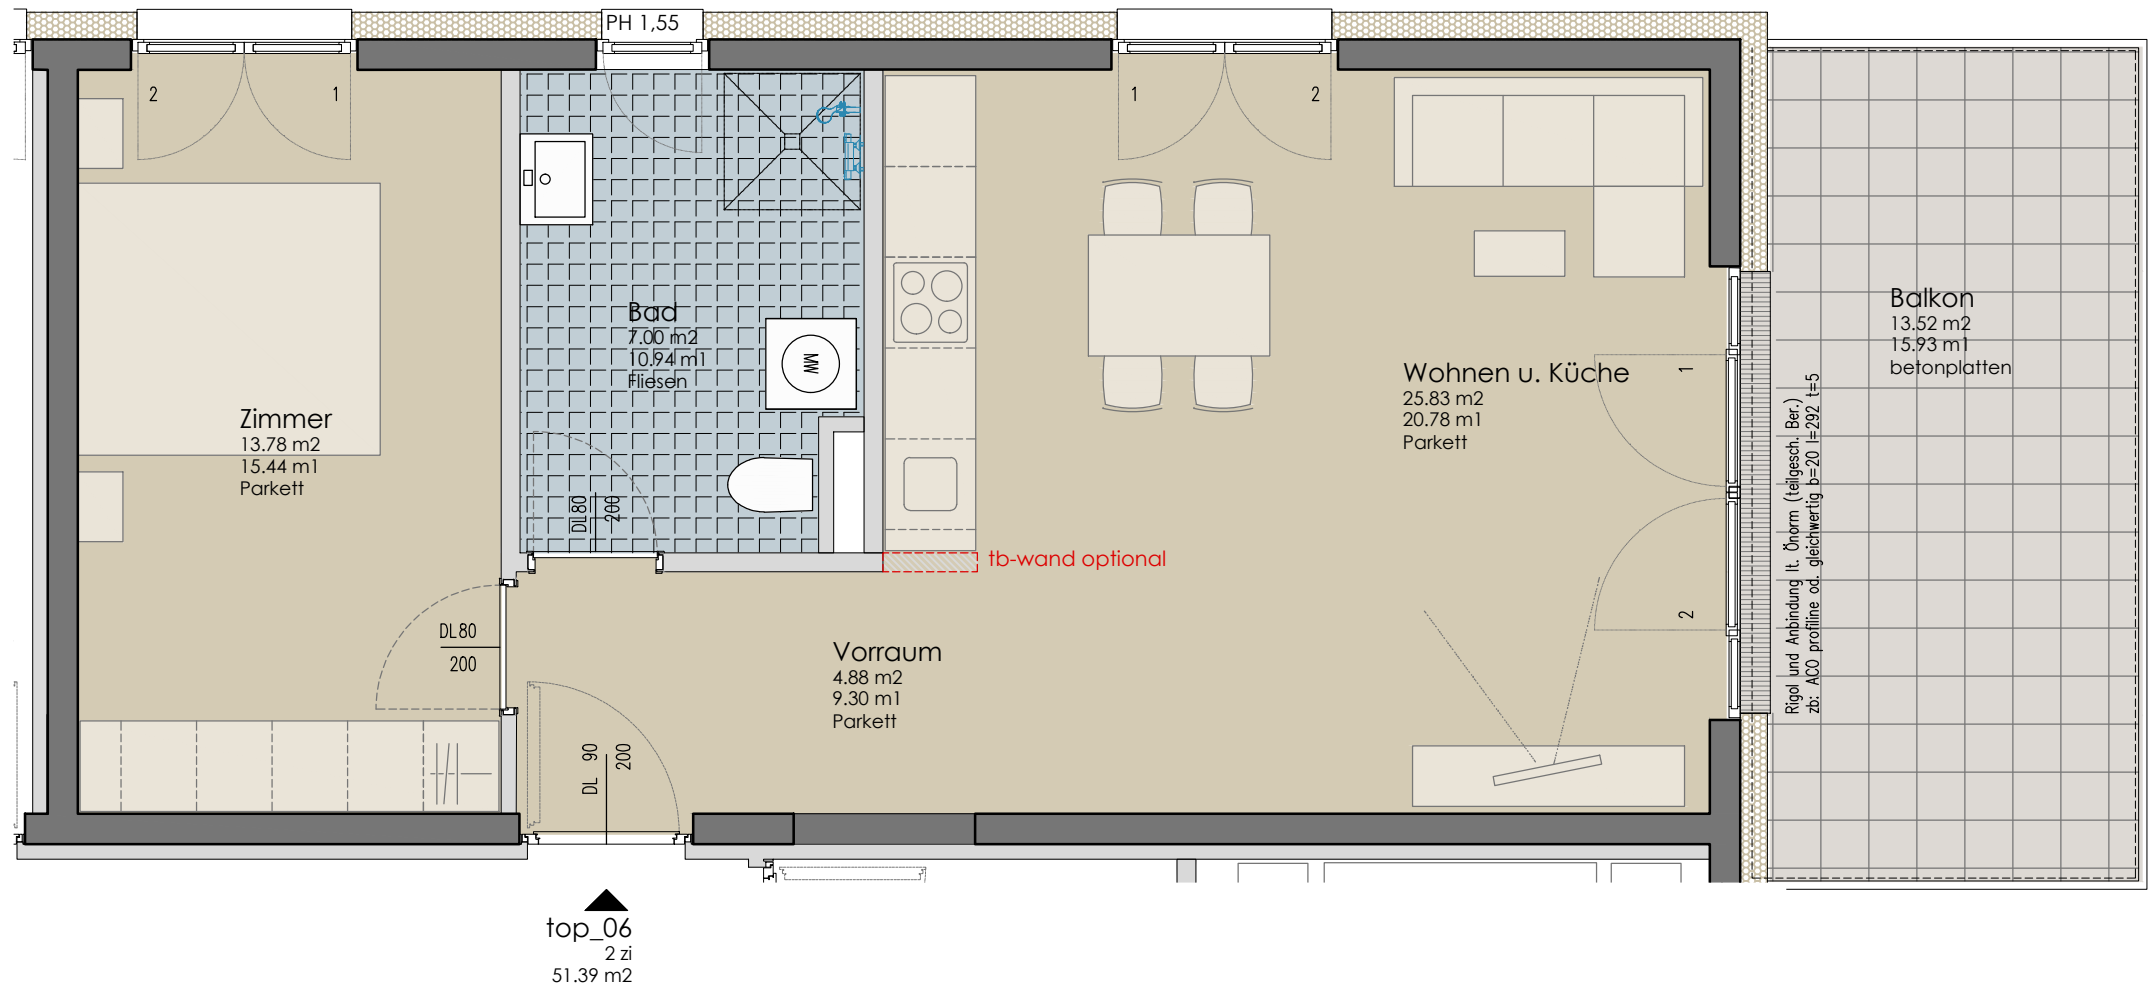 PH 1,55
2
1
1
2
Bad
7.00 m2
10.94 m1
Fliesen
MW
Balkon
13.52 m2
15.93 m1
betonplatten
Wohnen u. Küche
25.83 m2
20.78 m1
Parkett
1
2
Rigol und Anbindung lt. Önorm (teilgesch. Ber.)
zb: ACO profiline od. gleichwertig b=20 l=292 t=5
Zimmer
13.78 m2
15.44 m1
Parkett
DL80
200
tb-wand optional
DL80
200
Vorraum
4.88 m2
9.30 m1
Parkett
DL 90
200
top_06
2 zi
51.39 m2